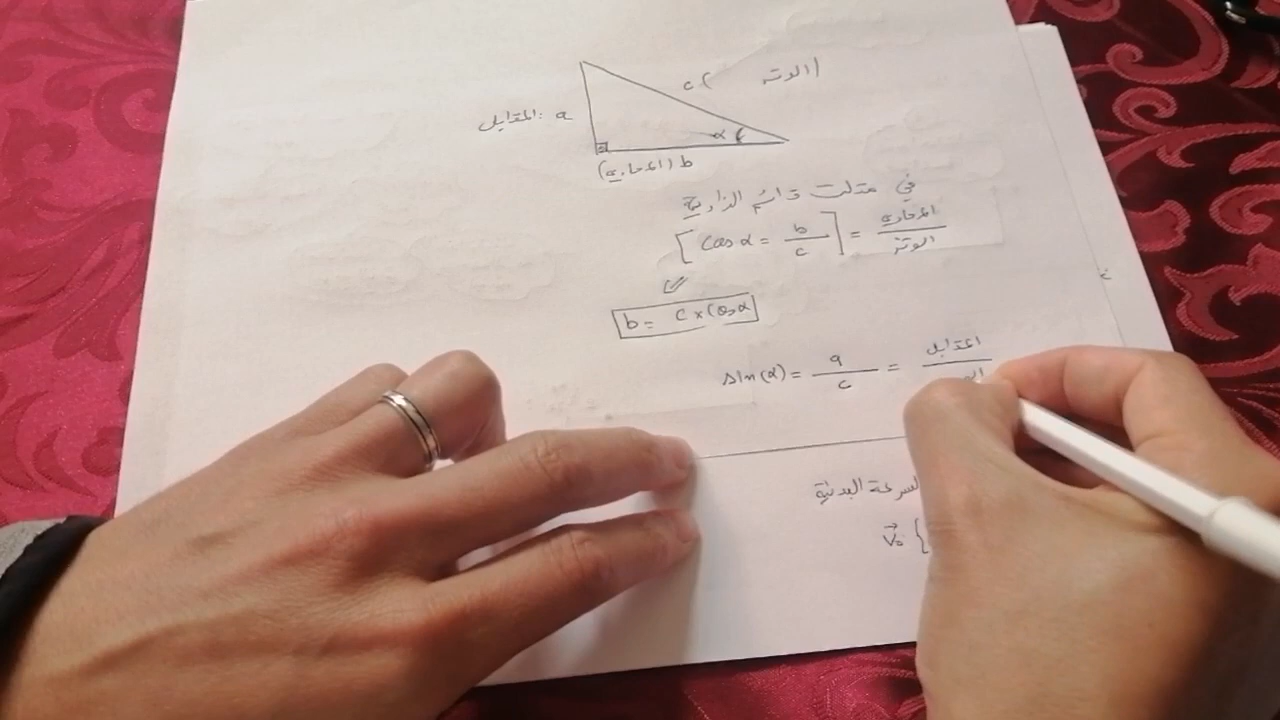 c ( الوتر )
المقابل : a
α
b (المجاور)
في مثلث قائم الزاوية
[ cos α = b/c ] = المجاور/الوتر
b = c × cos α
sin(α) = a/c = المقابل/
السرعة البدئية
V₀ {